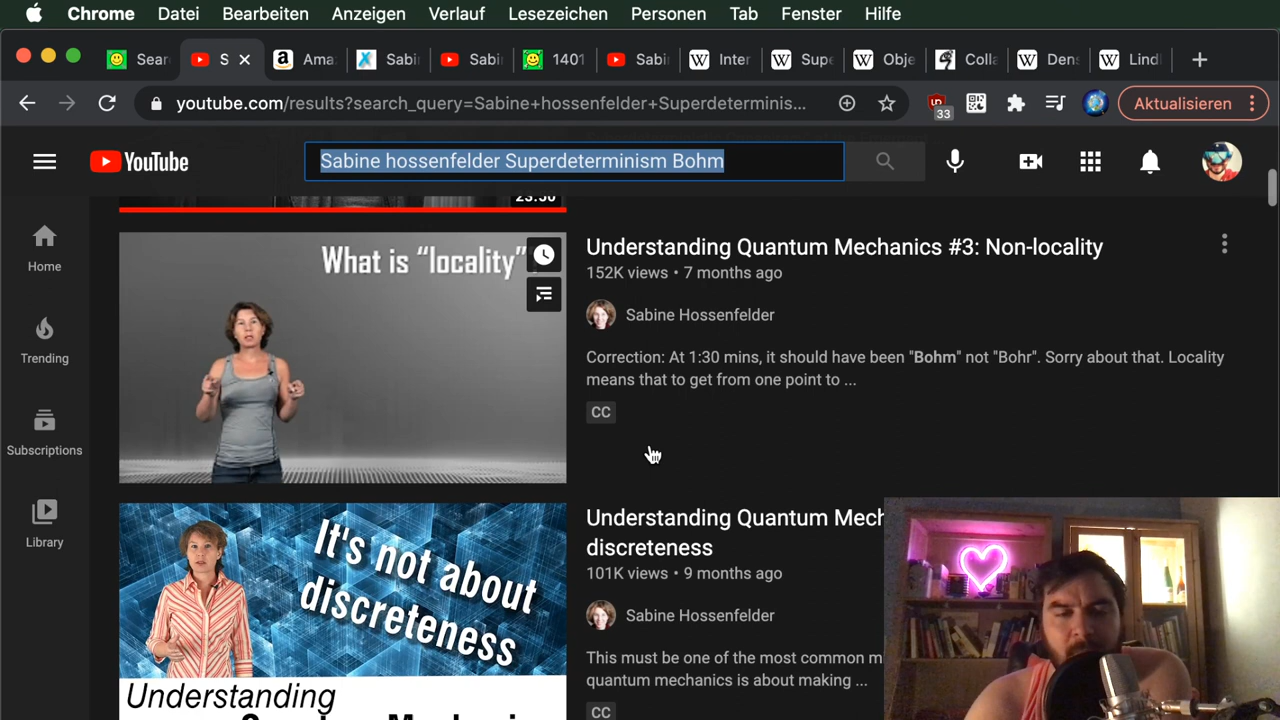 Chrome Datei Bearbeiten Anzeigen Verlauf Lesezeichen Personen Tab Fenster Hilfe
Sear S Ama Sabi Sabi 1401 Sabi Inter Supe Obje Colla Dens Lindl
youtube.com/results?search_query=Sabine+hossenfelder+Superdeterminis... 33 Aktualisieren
YouTube Sabine hossenfelder Superdeterminism Bohm
Home
Trending
Subscriptions
Library
23:50
What is "locality"
Understanding Quantum Mechanics #3: Non-locality
152K views • 7 months ago
Sabine Hossenfelder
Correction: At 1:30 mins, it should have been "Bohm" not "Bohr". Sorry about that. Locality
means that to get from one point to ...
CC
It's not about
discreteness
Understanding
Understanding Quantum Mech
discreteness
101K views • 9 months ago
Sabine Hossenfelder
This must be one of the most common m
quantum mechanics is about making ...
CC